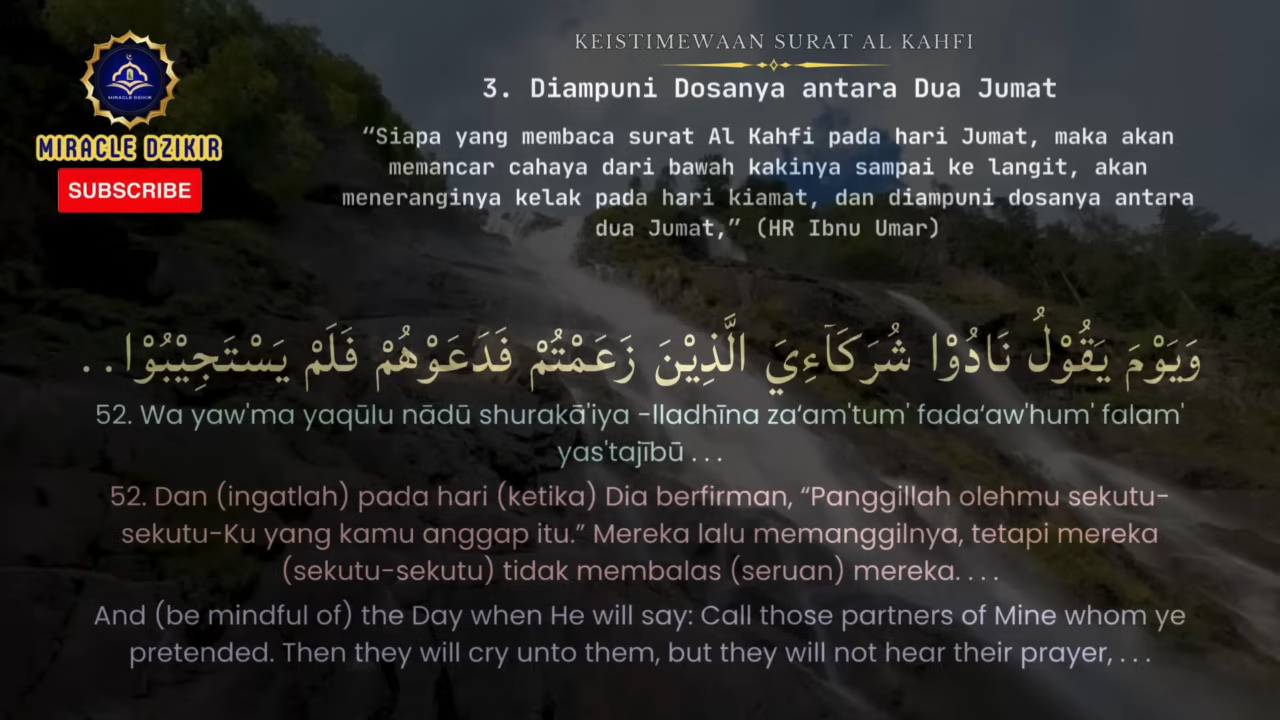 KEISTIMEWAAN SURAT AL KAHFI
3. Diampuni Dosanya antara Dua Jumat
“Siapa yang membaca surat Al Kahfi pada hari Jumat, maka akan
memancar cahaya dari bawah kakinya sampai ke langit, akan
meneranginya kelak pada hari kiamat, dan diampuni dosanya antara
dua Jumat,” (HR Ibnu Umar)
MIRACLE DZIKIR
MIRACLE DZIKIR
SUBSCRIBE
وَيَوْمَ يَقُوْلُ نَادُوْا شُرَكَاۤءِيَ الَّذِيْنَ زَعَمْتُمْ فَدَعَوْهُمْ فَلَمْ يَسْتَجِيْبُوْا . .
52. Wa yaw'ma yaqūlu nādū shurakā'iya -lladhīna za‘am'tum' fada‘aw'hum' falam'
yas'tajībū . . .
52. Dan (ingatlah) pada hari (ketika) Dia berfirman, “Panggillah olehmu sekutu-
sekutu-Ku yang kamu anggap itu.” Mereka lalu memanggilnya, tetapi mereka
(sekutu-sekutu) tidak membalas (seruan) mereka. . . .
And (be mindful of) the Day when He will say: Call those partners of Mine whom ye
pretended. Then they will cry unto them, but they will not hear their prayer, . . .